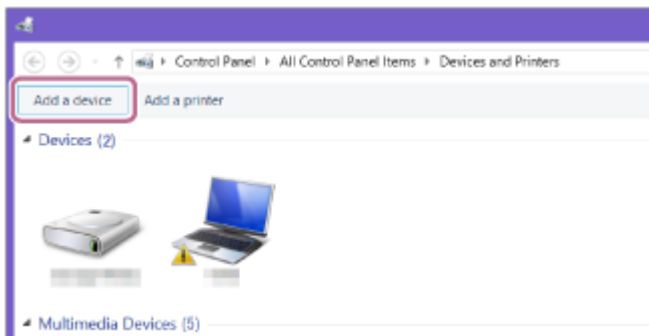 Control Panel All Control Panel Items Devices and Printers
Add a device Add a printer
Devices (2)
Multimedia Devices (5)